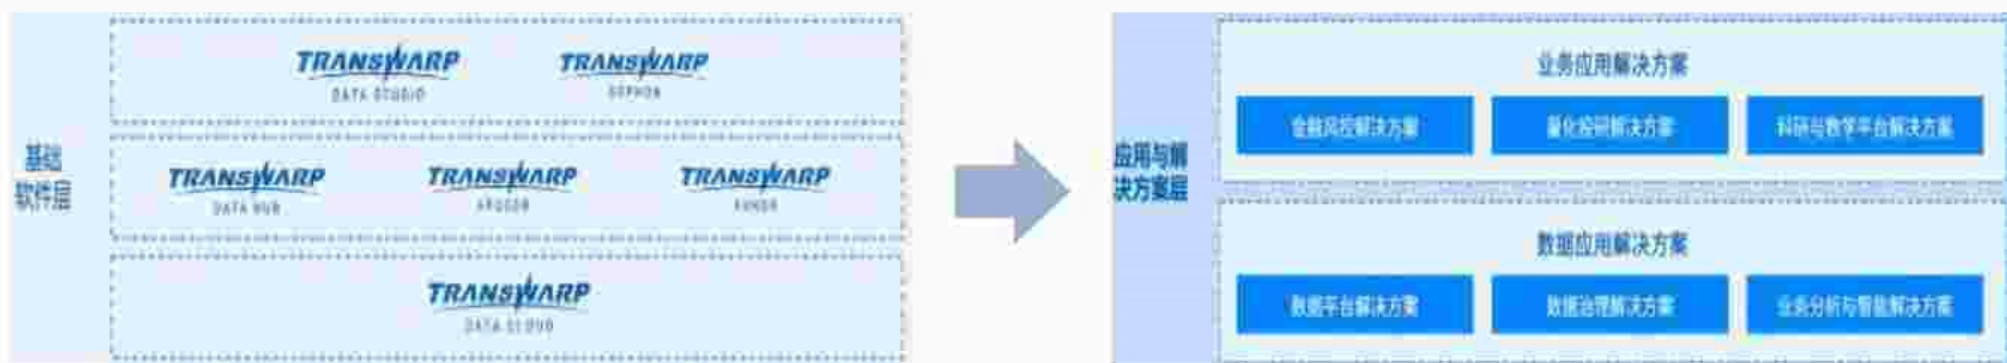 基础
软件层
TRANSWARP
DATA STUDIO
TRANSWARP
SOPHON
TRANSWARP
DATA HUB
TRANSWARP
ARGODB
TRANSWARP
KUNDB
TRANSWARP
DATA CLOUD
应用与解
决方案层
业务应用解决方案
金融风控解决方案
量化投研解决方案
科研与教学平台解决方案
数据应用解决方案
数据平台解决方案
数据治理解决方案
业务分析与智能解决方案